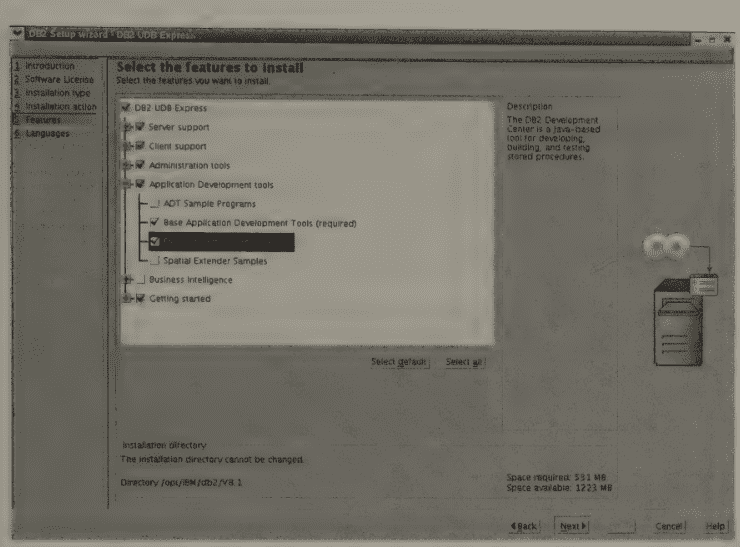 DB2 Setup wizard - DB2 UDB Express
1. Introduction
2. Software License
3. Installation type
4. Installation action
5. Features
6. Languages
Select the features to install
Select the features you want to install.
DB2 UDB Express
Server support
Client support
Administration tools
Application Development tools
ADT Sample Programs
Base Application Development Tools (required)
Spatial Extender Samples
Business Intelligence
Getting started
Select default
Select all
Description
The DB2 Development
Center is a Java-based
tool for developing,
building, and testing
stored procedures.
Installation directory
The installation directory cannot be changed.
Directory /opt/IBM/db2/V8.1
Space required: 531 MB
Space available: 1223 MB
Back
Next
Cancel
Help